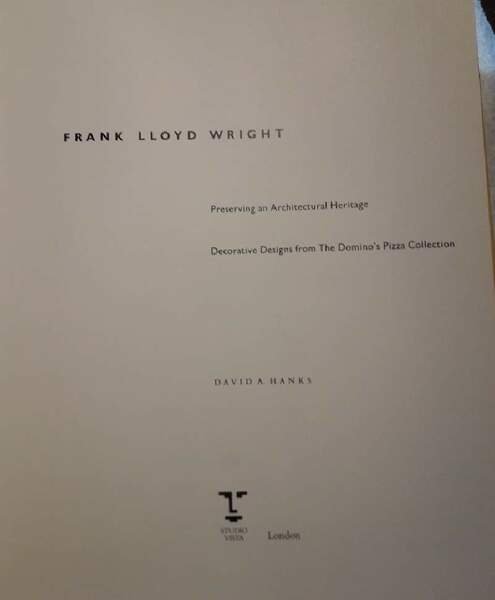 FRANK LLOYD WRIGHT
Preserving an Architectural Heritage
Decorative Designs from The Domino's Pizza Collection
DAVID A. HANKS
STUDIO
VISTA
London